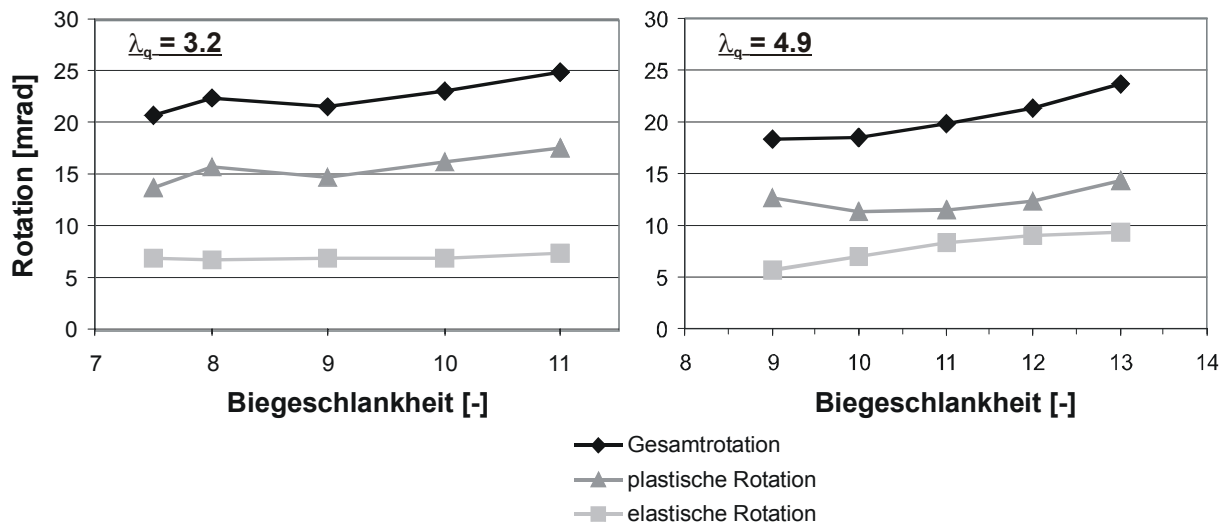 λq = 3.2
Rotation [mrad]
30
25
20
15
10
5
0
7 8 9 10 11
Biegeschlankheit [-]
λq = 4.9
30
25
20
15
10
5
0
8 9 10 11 12 13 14
Biegeschlankheit [-]
Gesamtrotation
plastische Rotation
elastische Rotation